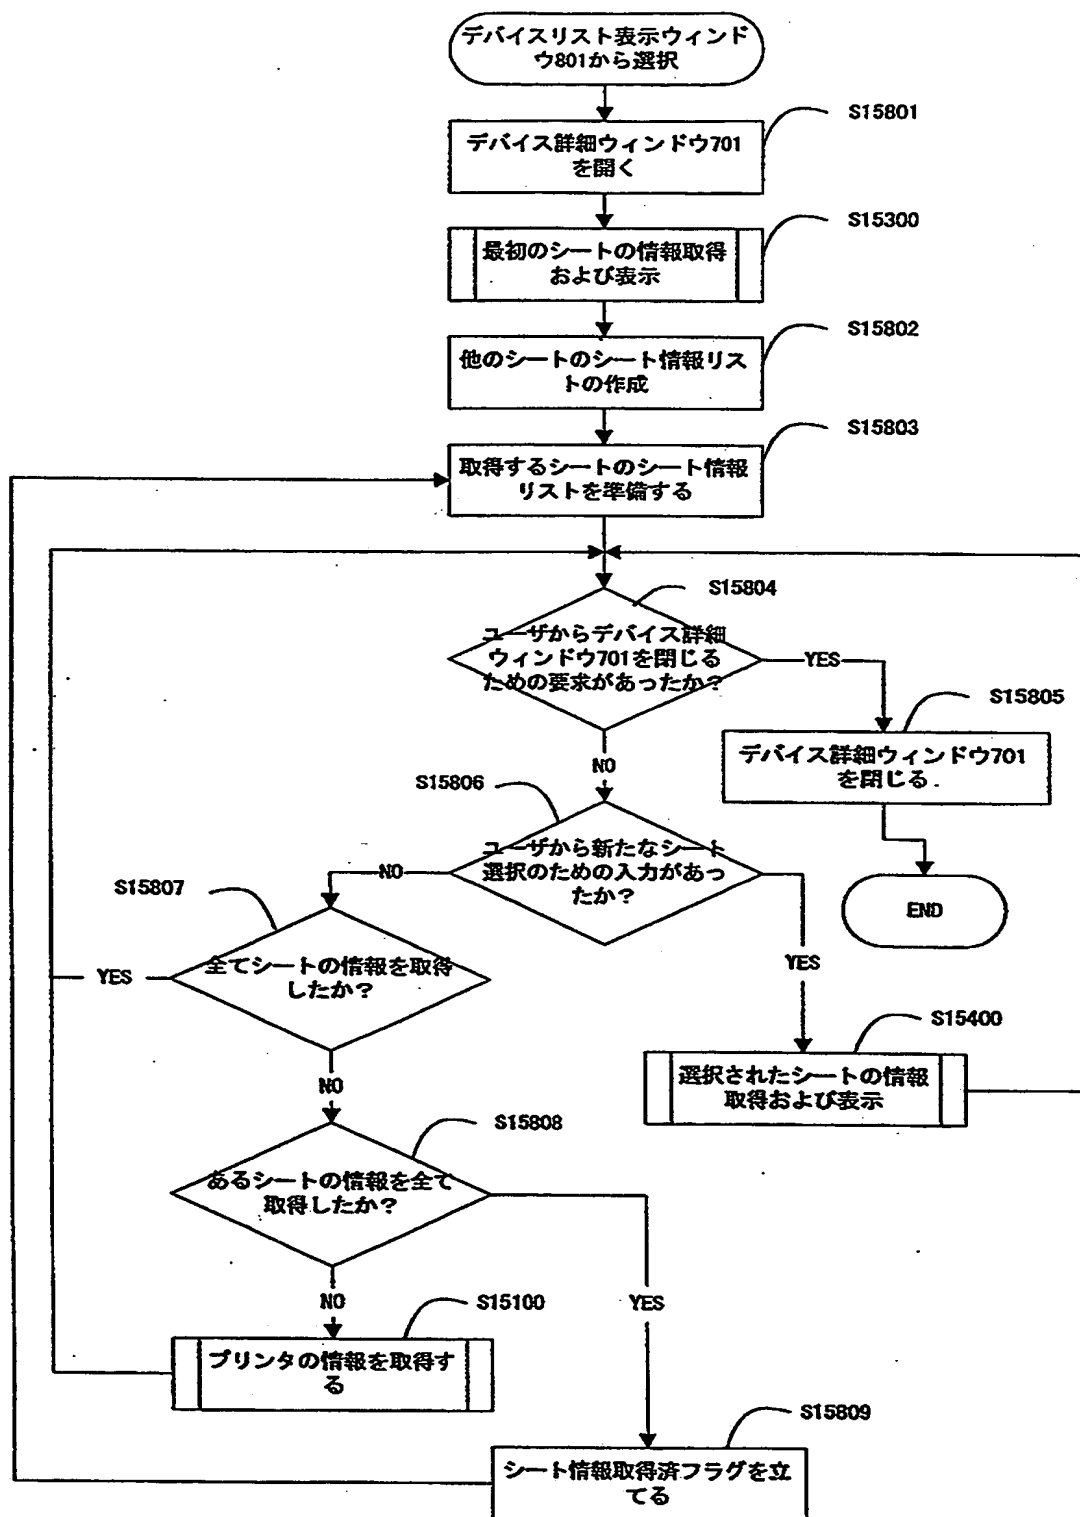 デバイスリスト表示ウィンド
ウ801から選択
S15801
デバイス詳細ウィンドウ701
を開く
S15300
最初のシートの情報取得
および表示
S15802
他のシートのシート情報リス
トの作成
S15803
取得するシートのシート情報
リストを準備する
S15804
ユーザからデバイス詳細
ウィンドウ701を閉じる
ための要求があったか?
YES
S15805
デバイス詳細ウィンドウ701
を閉じる
NO
S15806
ユーザから新たなシート
選択のための入力があっ
たか?
NO
END
S15807
全てシートの情報を取得
したか?
YES
YES
S15400
選択されたシートの情報
取得および表示
NO
S15808
あるシートの情報を全て
取得したか?
NO
YES
S15100
プリンタの情報を取得す
る
S15809
シート情報取得済フラグを立
てる